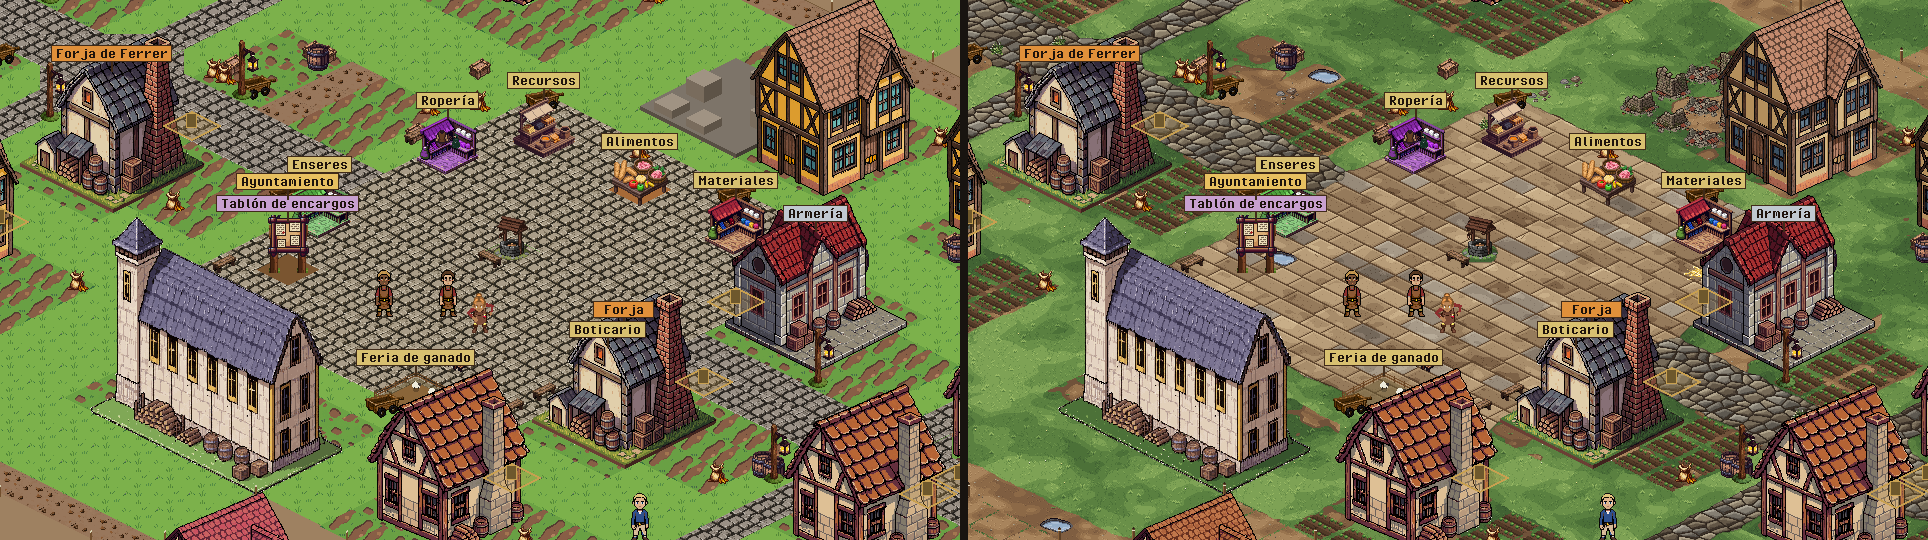 Forja de Ferrer
Recursos
Ropería
Alimentos
Enseres
Ayuntamiento
Materiales
Tablón de encargos
Armería
Forja
Boticario
Feria de ganado
Forja de Ferrer
Recursos
Ropería
Alimentos
Enseres
Ayuntamiento
Materiales
Tablón de encargos
Armería
Forja
Boticario
Feria de ganado